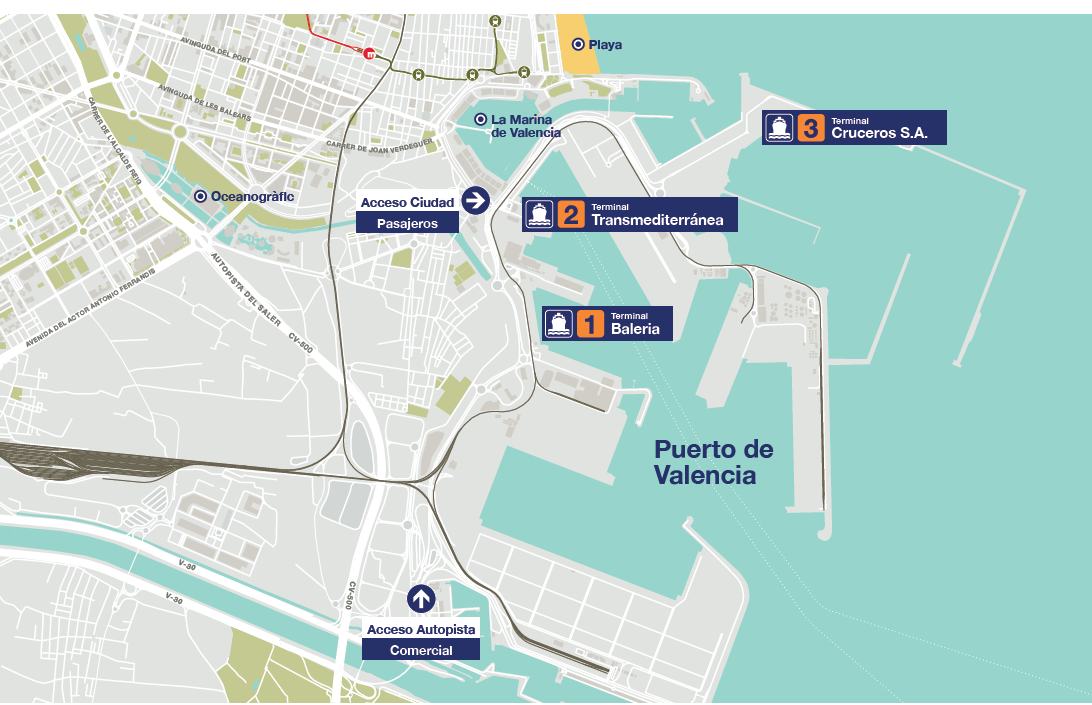 Playa
AVINGUDA DEL PORT
AVINGUDA DE LES BALEARS
CARRER DE L'ALCALDE REIG
La Marina
de Valencia
CARRER DE JOAN VERDEGUER
3
Terminal
Cruceros S.A.
Oceanogràfic
Acceso Ciudad
Pasajeros
2
Terminal
Transmediterránea
AUTOPISTA DEL SALER
CV-500
AVENIDA DEL ACTOR ANTONIO FERRANDIS
1
Terminal
Baleria
Puerto de
Valencia
V-30
V-30
CV-500
Acceso Autopista
Comercial